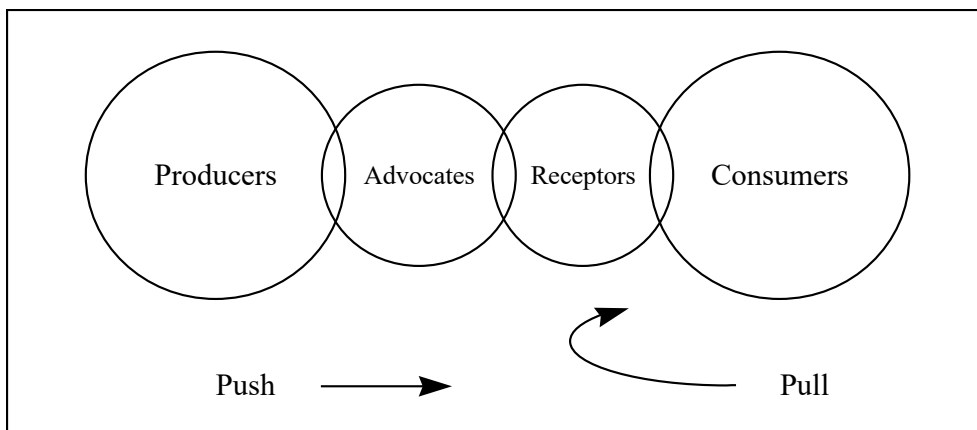 Producers
Advocates
Receptors
Consumers
Push
Pull